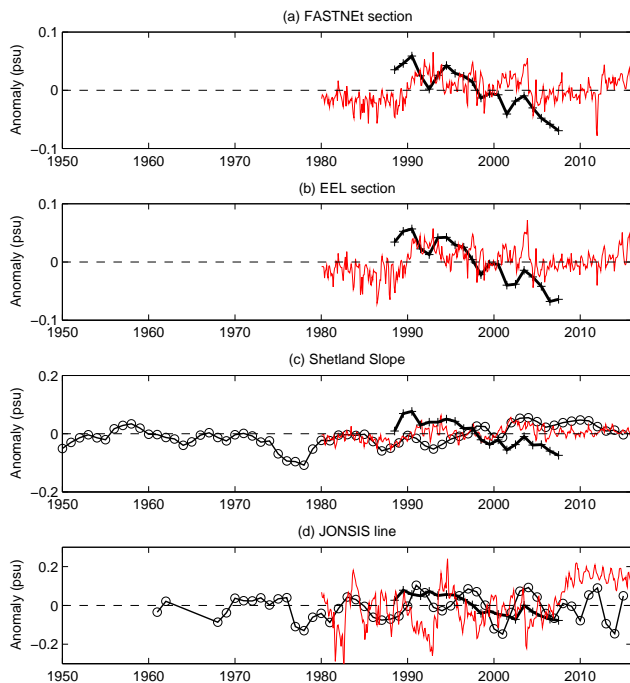 (a) FASTNEt section
Anomaly (psu)
0.1
0
−0.1
1950 1960 1970 1980 1990 2000 2010
(b) EEL section
Anomaly (psu)
0.1
0
−0.1
1950 1960 1970 1980 1990 2000 2010
(c) Shetland Slope
Anomaly (psu)
0.2
0
−0.2
1950 1960 1970 1980 1990 2000 2010
(d) JONSIS line
Anomaly (psu)
0.2
0
−0.2
1950 1960 1970 1980 1990 2000 2010